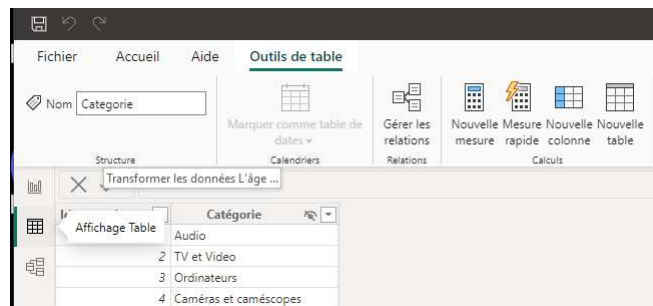 Fichier Accueil Aide Outils de table
Nom Categorie
Marquer comme table de dates
Gérer les relations
Nouvelle mesure
Mesure rapide
Nouvelle colonne
Nouvelle table
Structure Calendriers Relations Calculs
Transformer les données L'âge ...
Affichage Table
Catégorie
Audio
2 TV et Video
3 Ordinateurs
4 Caméras et caméscopes